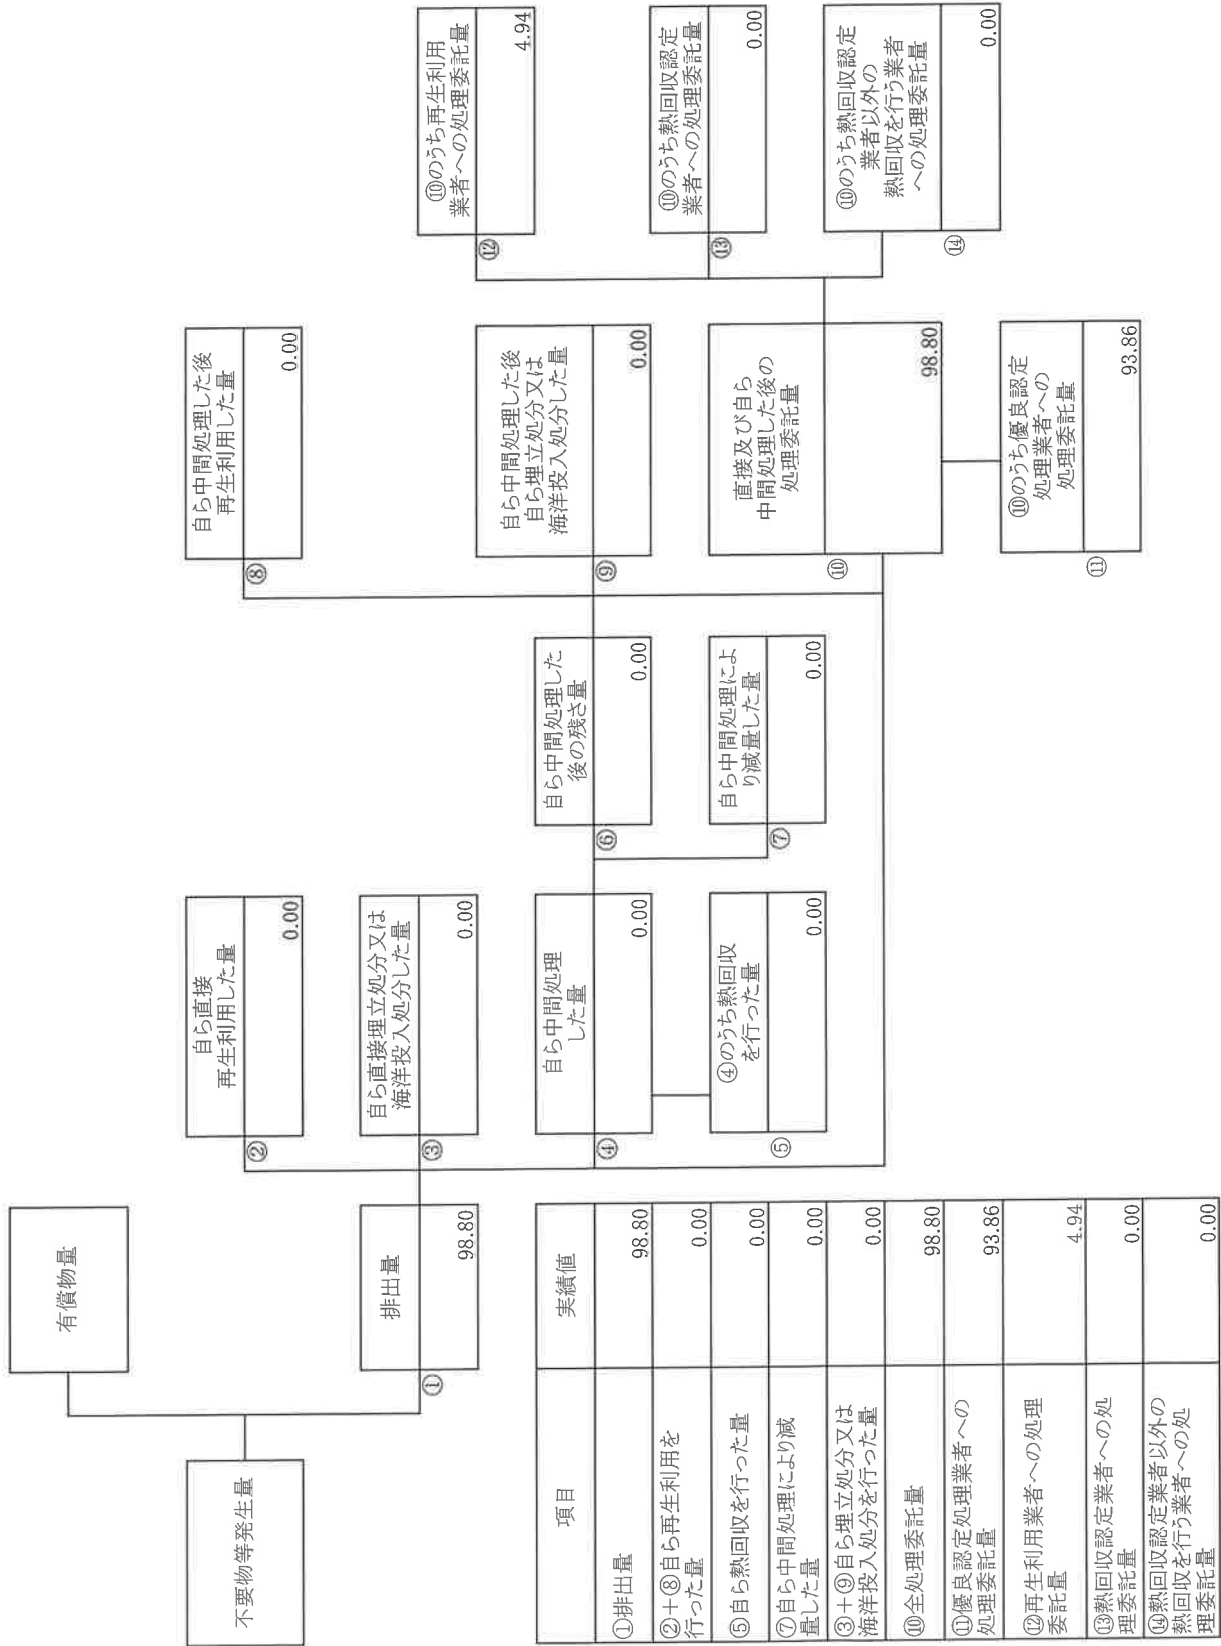 有償物量
不要物等発生量
排出量
①
98.80
自ら直接
再生利用した量
②
0.00
自ら直接埋立処分又は
海洋投入処分した量
③
0.00
自ら中間処理
した量
④
0.00
④のうち熱回収
を行った量
⑤
0.00
自ら中間処理した
後の残さ量
⑥
0.00
自ら中間処理によ
り減量した量
⑦
0.00
自ら中間処理した後
再生利用した量
⑧
0.00
自ら中間処理した後
自ら埋立処分又は
海洋投入処分した量
⑨
0.00
直接及び自ら
中間処理した後の
処理委託量
⑩
98.80
⑩のうち優良認定
処理業者への
処理委託量
⑪
93.86
⑩のうち再生利用
業者への処理委託量
⑫
4.94
⑩のうち熱回収認定
業者への処理委託量
⑬
0.00
⑩のうち熱回収認定
業者以外の
熱回収を行う業者
への処理委託量
⑭
0.00
項目 実績値
①排出量 98.80
②+⑧自ら再生利用を
行った量 0.00
⑤自ら熱回収を行った量 0.00
⑦自ら中間処理により減
量した量 0.00
③+⑨自ら埋立処分又は
海洋投入処分を行った量 0.00
⑩全処理委託量 98.80
⑪優良認定処理業者への
処理委託量 93.86
⑫再生利用業者への処理
委託量 4.94
⑬熱回収認定業者への処
理委託量 0.00
⑭熱回収認定業者以外の
熱回収を行う業者への処
理委託量 0.00